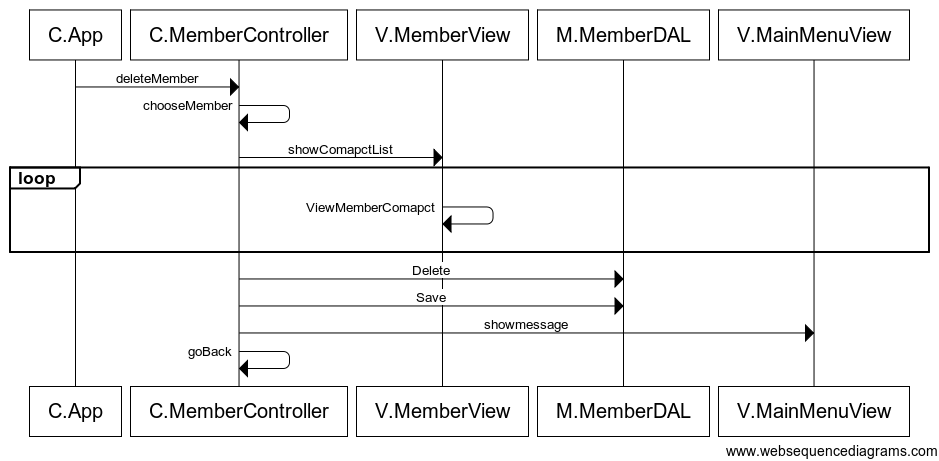 C.App C.MemberController V.MemberView M.MemberDAL V.MainMenuView
deleteMember
chooseMember
showComapctList
loop
ViewMemberComapct
Delete
Save
showmessage
goBack
C.App C.MemberController V.MemberView M.MemberDAL V.MainMenuView
www.websequencediagrams.com